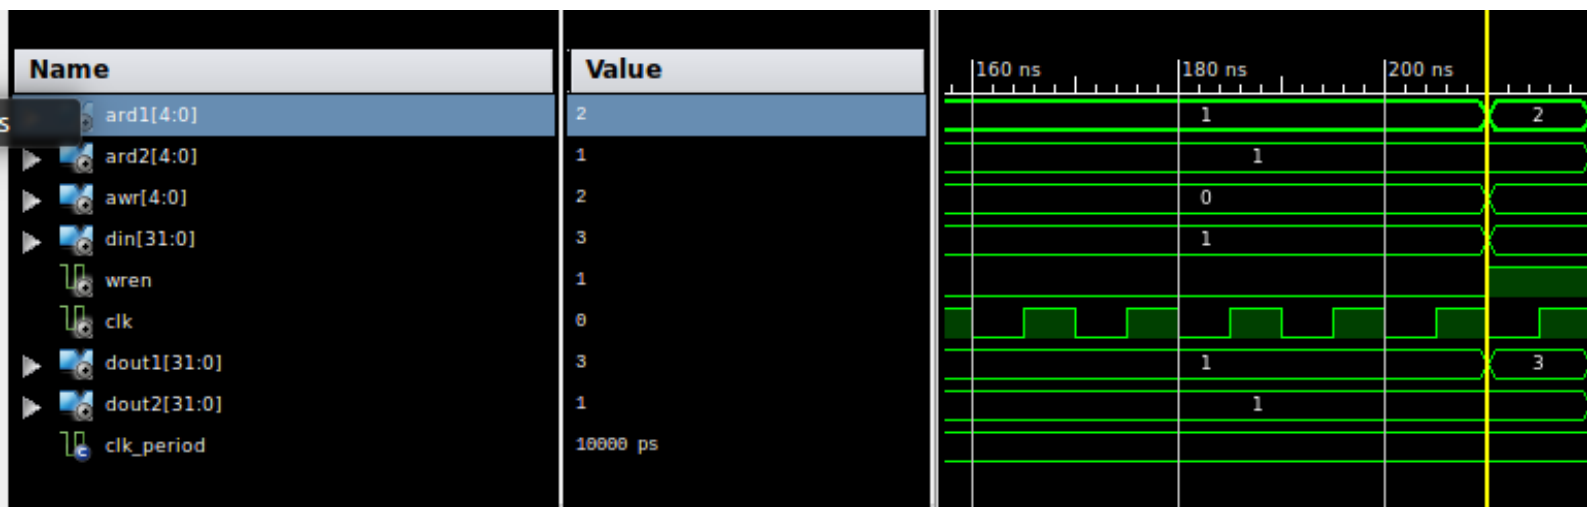 Name Value 160 ns 180 ns 200 ns
s ard1[4:0] 2 1 2
ard2[4:0] 1 1
awr[4:0] 2 0
din[31:0] 3 1
wren 1
clk 0
dout1[31:0] 3 1 3
dout2[31:0] 1 1
clk_period 10000 ps